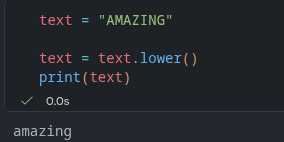 text = "AMAZING"
text = text.lower()
print(text)
0.0s
amazing